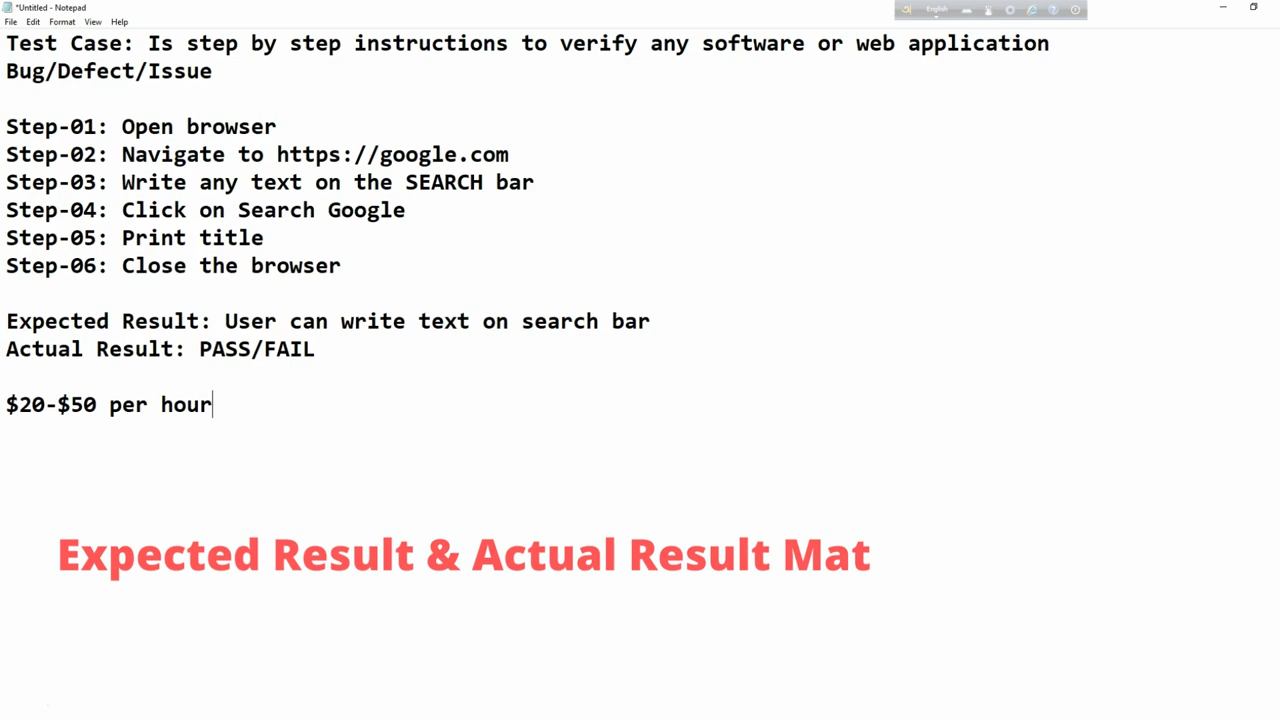 *Untitled - Notepad
English
File Edit Format View Help
Test Case: Is step by step instructions to verify any software or web application
Bug/Defect/Issue
Step-01: Open browser
Step-02: Navigate to https://google.com
Step-03: Write any text on the SEARCH bar
Step-04: Click on Search Google
Step-05: Print title
Step-06: Close the browser
Expected Result: User can write text on search bar
Actual Result: PASS/FAIL
$20-$50 per hour
Expected Result & Actual Result Mat